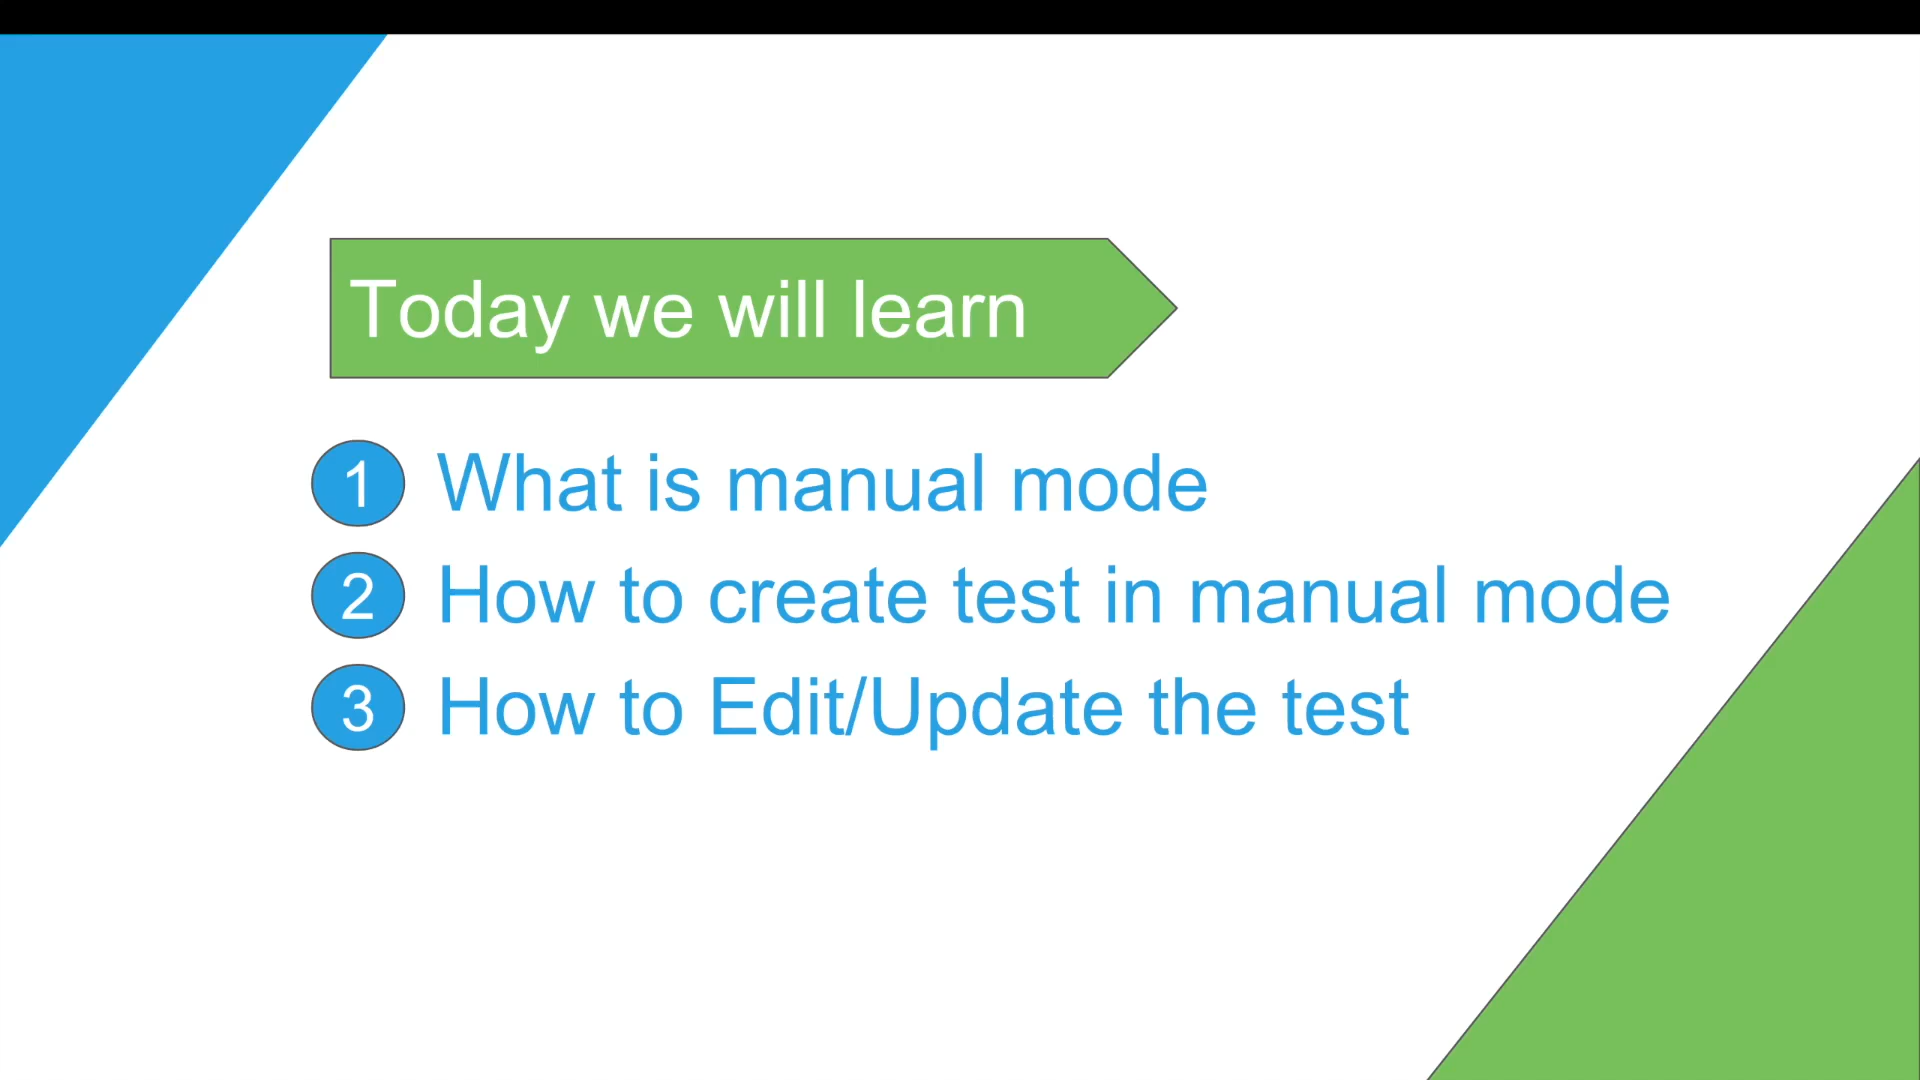 Today we will learn
1 What is manual mode
2 How to create test in manual mode
3 How to Edit/Update the test